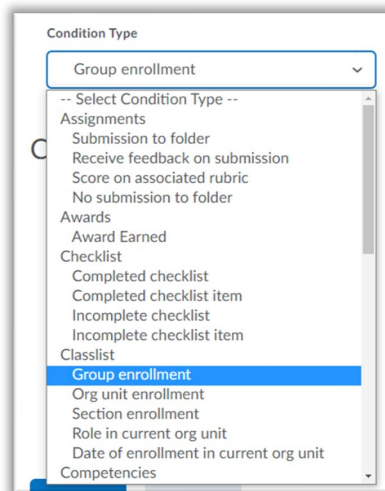 Condition Type
Group enrollment
-- Select Condition Type --
Assignments
Submission to folder
Receive feedback on submission
Score on associated rubric
No submission to folder
Awards
Award Earned
Checklist
Completed checklist
Completed checklist item
Incomplete checklist
Incomplete checklist item
Classlist
Group enrollment
Org unit enrollment
Section enrollment
Role in current org unit
Date of enrollment in current org unit
Competencies